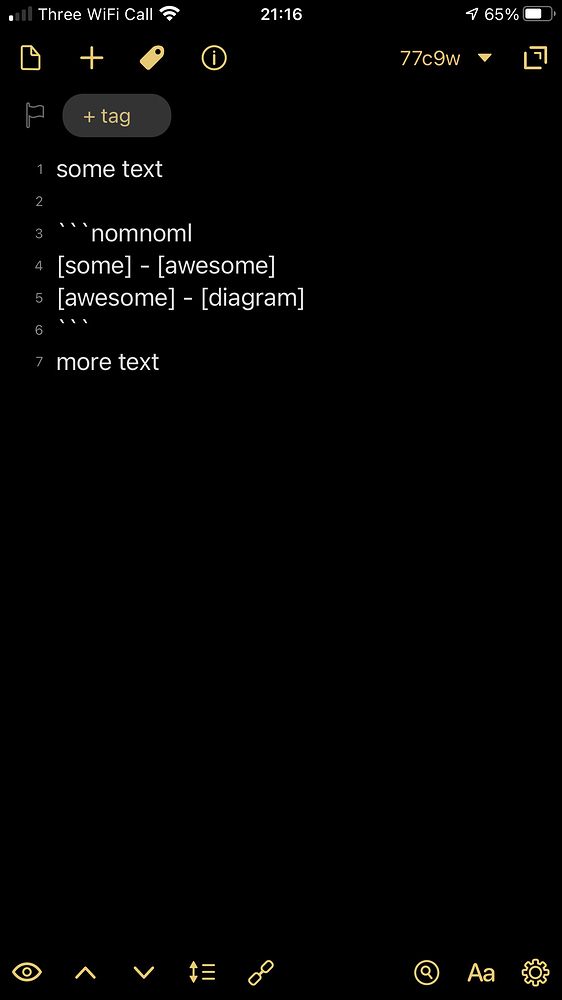 Three WiFi Call 21:16 65%
77c9w
+ tag
1 some text
2
3 ```nomnoml
4 [some] - [awesome]
5 [awesome] - [diagram]
6 ```
7 more text
Aa